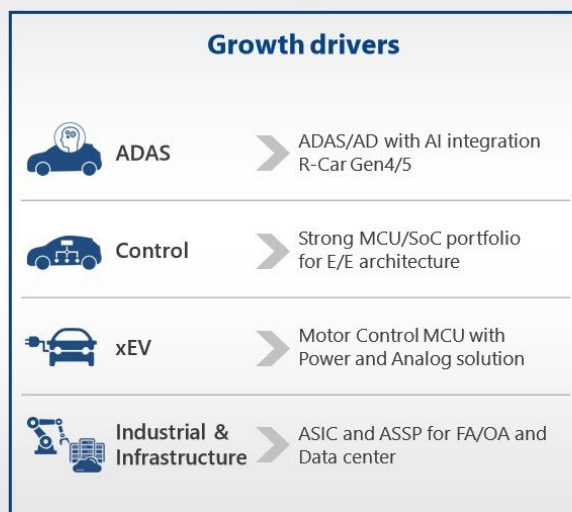 Growth drivers
ADAS
ADAS/AD with AI integration
R-Car Gen4/5
Control
Strong MCU/SoC portfolio
for E/E architecture
xEV
Motor Control MCU with
Power and Analog solution
Industrial &
Infrastructure
ASIC and ASSP for FA/OA and
Data center